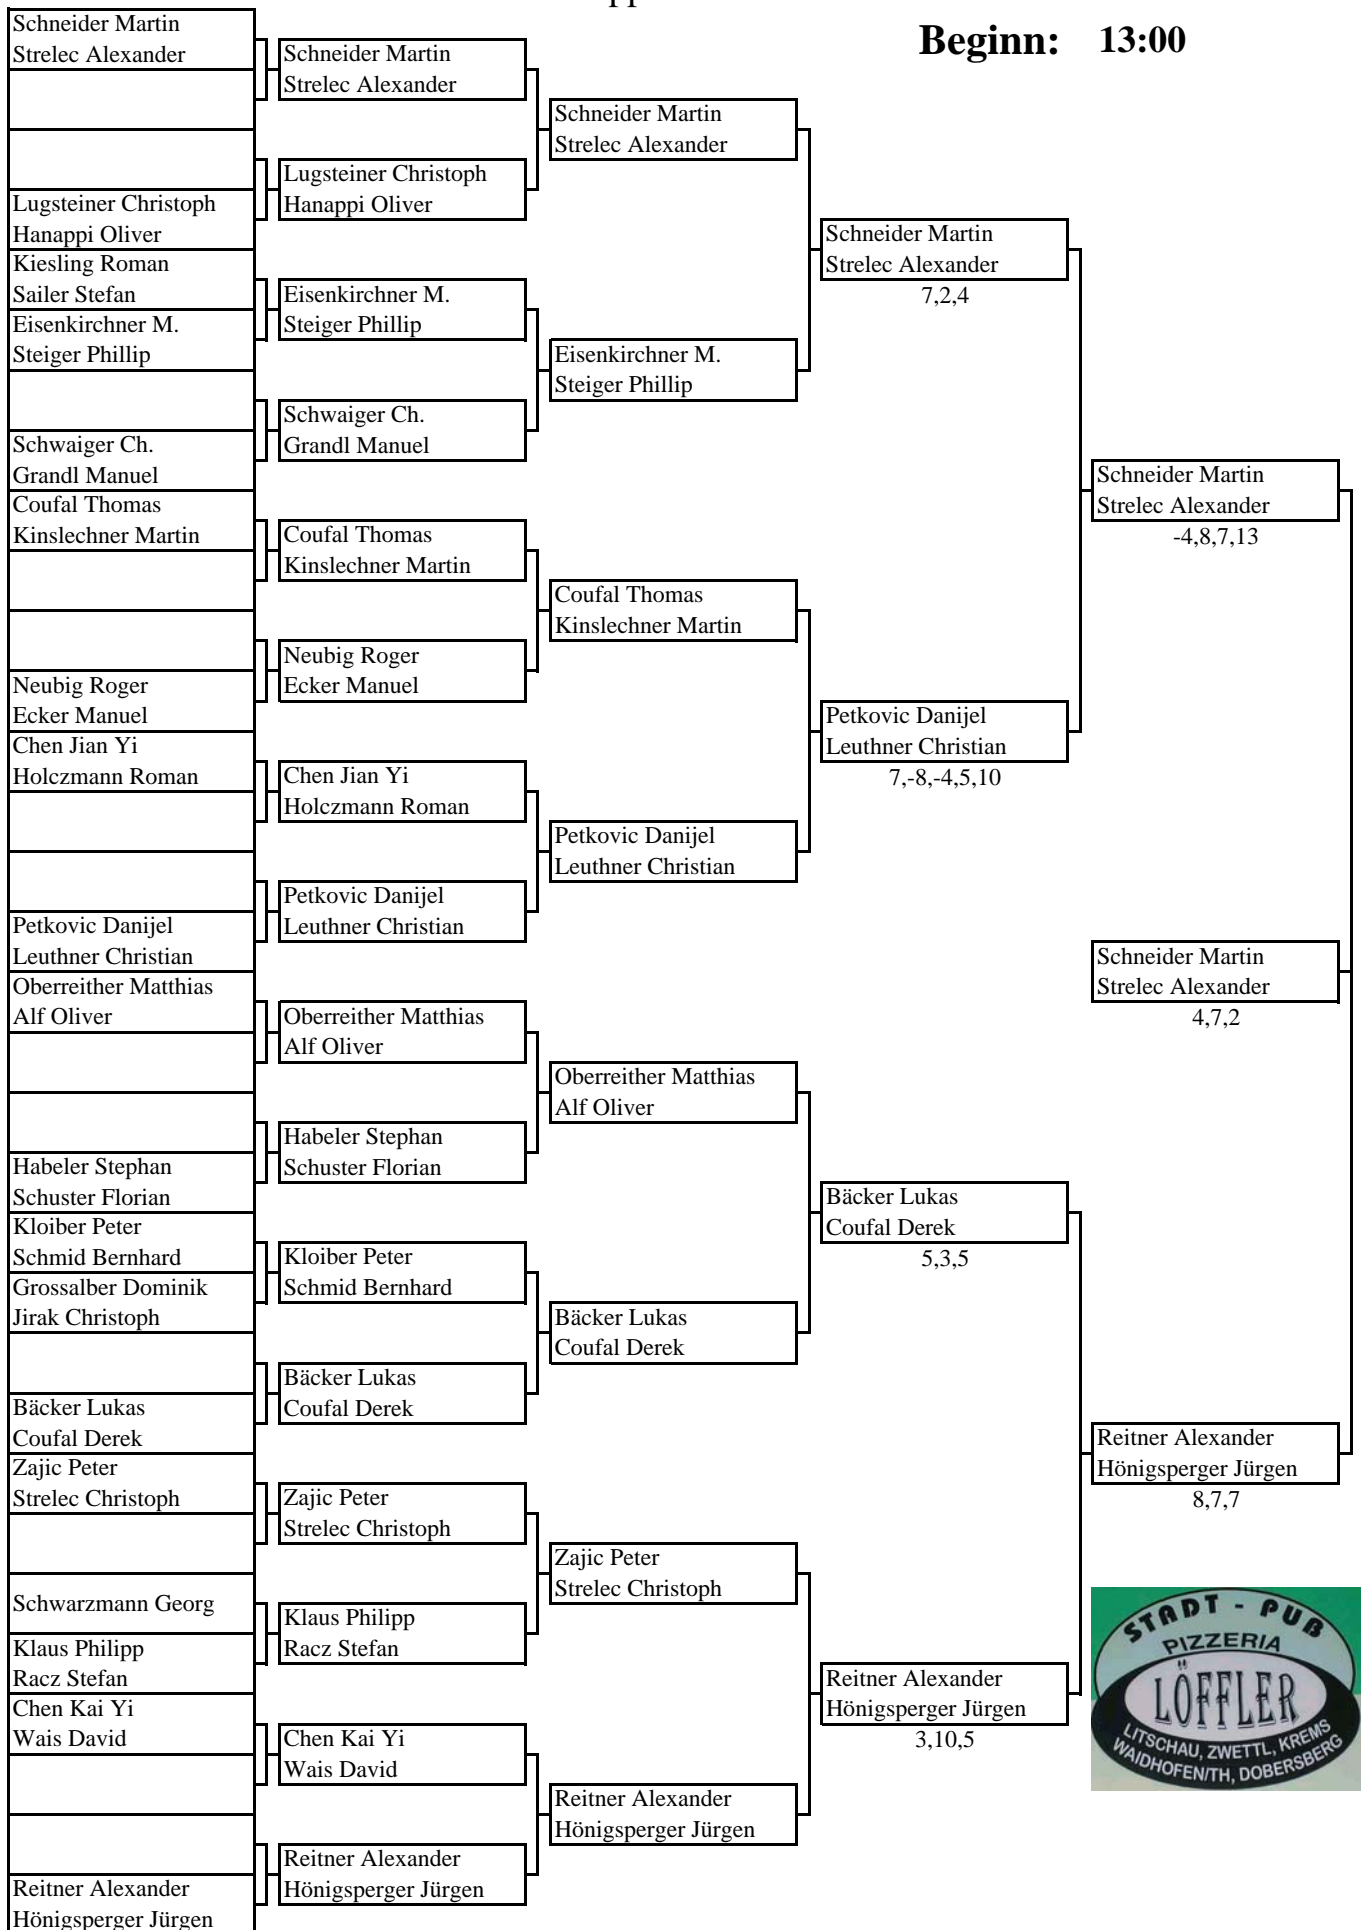 Beginn: 13:00
Schneider Martin
Strelec Alexander
Lugsteiner Christoph
Hanappi Oliver
Kiesling Roman
Sailer Stefan
Eisenkirchner M.
Steiger Phillip
Schwaiger Ch.
Grandl Manuel
Coufal Thomas
Kinslechner Martin
Neubig Roger
Ecker Manuel
Chen Jian Yi
Holczmann Roman
Petkovic Danijel
Leuthner Christian
Oberreither Matthias
Alf Oliver
Habeler Stephan
Schuster Florian
Kloiber Peter
Schmid Bernhard
Grossalber Dominik
Jirak Christoph
Bäcker Lukas
Coufal Derek
Zajic Peter
Strelec Christoph
Schwarzmann Georg
Klaus Philipp
Racz Stefan
Chen Kai Yi
Wais David
Reitner Alexander
Hönigsperger Jürgen
Schneider Martin
Strelec Alexander
Lugsteiner Christoph
Hanappi Oliver
Eisenkirchner M.
Steiger Phillip
Schwaiger Ch.
Grandl Manuel
Coufal Thomas
Kinslechner Martin
Neubig Roger
Ecker Manuel
Chen Jian Yi
Holczmann Roman
Petkovic Danijel
Leuthner Christian
Oberreither Matthias
Alf Oliver
Habeler Stephan
Schuster Florian
Kloiber Peter
Schmid Bernhard
Bäcker Lukas
Coufal Derek
Zajic Peter
Strelec Christoph
Klaus Philipp
Racz Stefan
Chen Kai Yi
Wais David
Reitner Alexander
Hönigsperger Jürgen
Schneider Martin
Strelec Alexander
Eisenkirchner M.
Steiger Phillip
Coufal Thomas
Kinslechner Martin
Petkovic Danijel
Leuthner Christian
Oberreither Matthias
Alf Oliver
Bäcker Lukas
Coufal Derek
Zajic Peter
Strelec Christoph
Reitner Alexander
Hönigsperger Jürgen
Schneider Martin
Strelec Alexander
7,2,4
Petkovic Danijel
Leuthner Christian
7,-8,-4,5,10
Bäcker Lukas
Coufal Derek
5,3,5
Reitner Alexander
Hönigsperger Jürgen
3,10,5
Schneider Martin
Strelec Alexander
-4,8,7,13
Schneider Martin
Strelec Alexander
4,7,2
Reitner Alexander
Hönigsperger Jürgen
8,7,7
STADT - PUB
PIZZERIA
LÖFFLER
LITSCHAU, ZWETTL, KREMS
WAIDHOFEN/TH, DOBERSBERG